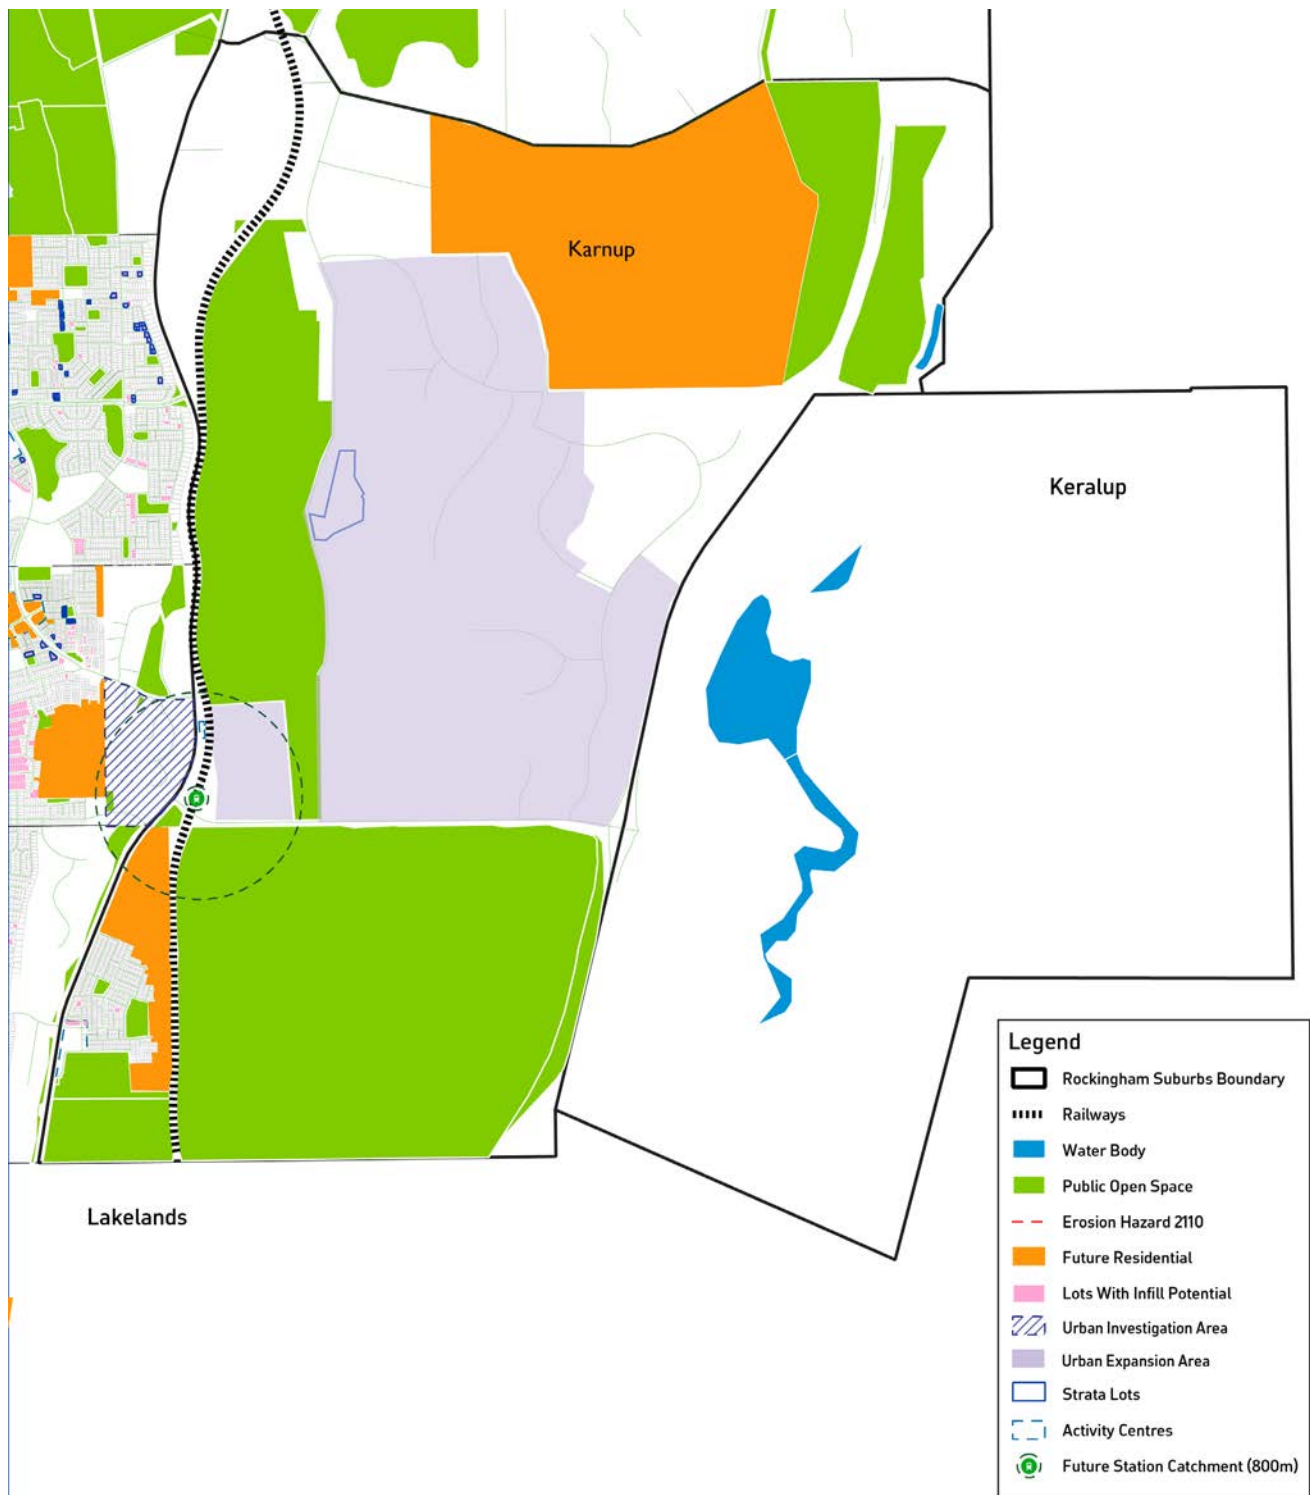 Karnup
Keralup
Lakelands
Legend
Rockingham Suburbs Boundary
Railways
Water Body
Public Open Space
Erosion Hazard 2110
Future Residential
Lots With Infill Potential
Urban Investigation Area
Urban Expansion Area
Strata Lots
Activity Centres
Future Station Catchment (800m)